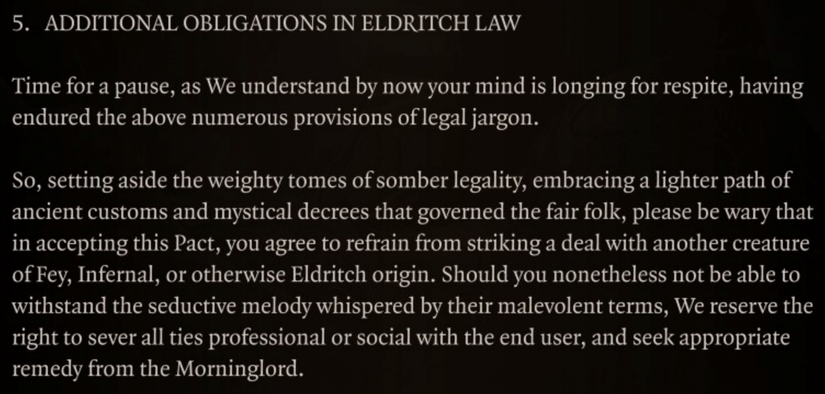 5. ADDITIONAL OBLIGATIONS IN ELDRITCH LAW
Time for a pause, as We understand by now your mind is longing for respite, having
endured the above numerous provisions of legal jargon.
So, setting aside the weighty tomes of somber legality, embracing a lighter path of
ancient customs and mystical decrees that governed the fair folk, please be wary that
in accepting this Pact, you agree to refrain from striking a deal with another creature
of Fey, Infernal, or otherwise Eldritch origin. Should you nonetheless not be able to
withstand the seductive melody whispered by their malevolent terms, We reserve the
right to sever all ties professional or social with the end user, and seek appropriate
remedy from the Morninglord.